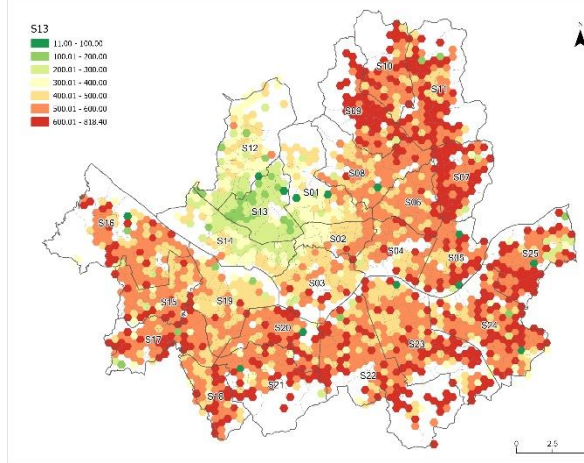 S13
11.00 - 100.00
100.01 - 200.00
200.01 - 300.00
300.01 - 400.00
400.01 - 500.00
500.01 - 600.00
600.01 - 818.40
N
S10
S11
S09
S12
S08
S07
S01
S06
S13
S16
S14
S02
S04
S05
S25
S03
S15
S19
S20
S24
S17
S23
S22
S18
S21
0 2.5